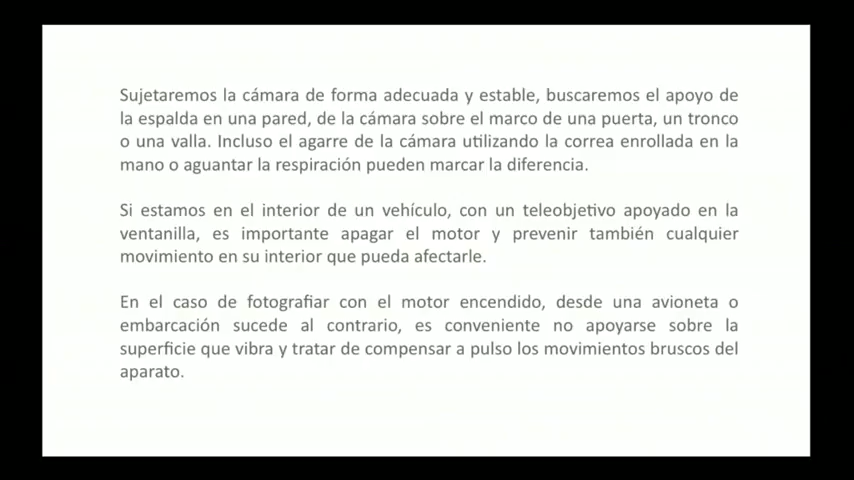 Sujetaremos la cámara de forma adecuada y estable, buscaremos el apoyo de
la espalda en una pared, de la cámara sobre el marco de una puerta, un tronco
o una valla. Incluso el agarre de la cámara utilizando la correa enrollada en la
mano o aguantar la respiración pueden marcar la diferencia.
Si estamos en el interior de un vehículo, con un teleobjetivo apoyado en la
ventanilla, es importante apagar el motor y prevenir también cualquier
movimiento en su interior que pueda afectarle.
En el caso de fotografiar con el motor encendido, desde una avioneta o
embarcación sucede al contrario, es conveniente no apoyarse sobre la
superficie que vibra y tratar de compensar a pulso los movimientos bruscos del
aparato.